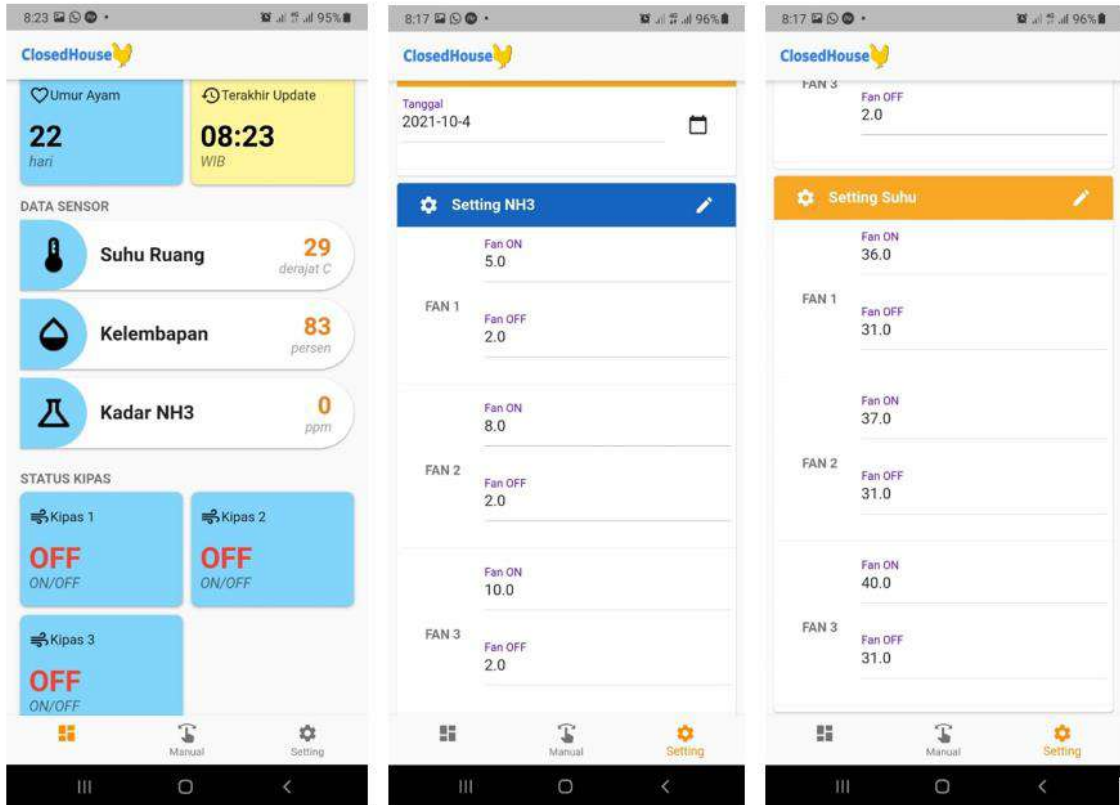 8:23
95%
ClosedHouse
Umur Ayam
22
hari
Terakhir Update
08:23
WIB
DATA SENSOR
Suhu Ruang
29
derajat C
Kelembapan
83
persen
Kadar NH3
0
ppm
STATUS KIPAS
Kipas 1
OFF
ON/OFF
Kipas 2
OFF
ON/OFF
Kipas 3
OFF
ON/OFF
Manual
Setting
8:17
96%
ClosedHouse
Tanggal
2021-10-4
Setting NH3
FAN 1
Fan ON
5.0
Fan OFF
2.0
FAN 2
Fan ON
8.0
Fan OFF
2.0
FAN 3
Fan ON
10.0
Fan OFF
2.0
Manual
Setting
8:17
96%
ClosedHouse
FAN 3
Fan OFF
2.0
Setting Suhu
FAN 1
Fan ON
36.0
Fan OFF
31.0
FAN 2
Fan ON
37.0
Fan OFF
31.0
FAN 3
Fan ON
40.0
Fan OFF
31.0
Manual
Setting